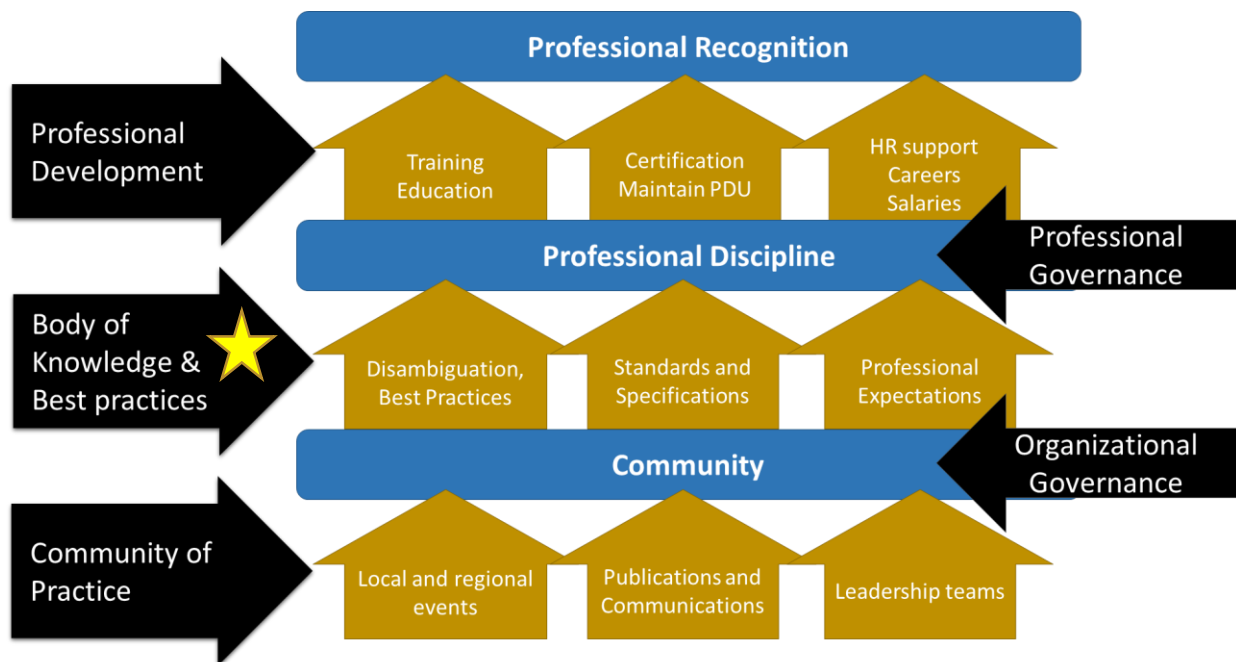 Professional Recognition
Professional
Development
Training
Education
Certification
Maintain PDU
HR support
Careers
Salaries
Professional Discipline
Professional
Governance
Body of
Knowledge &
Best practices
Disambiguation,
Best Practices
Standards and
Specifications
Professional
Expectations
Community
Organizational
Governance
Community of
Practice
Local and regional
events
Publications and
Communications
Leadership teams